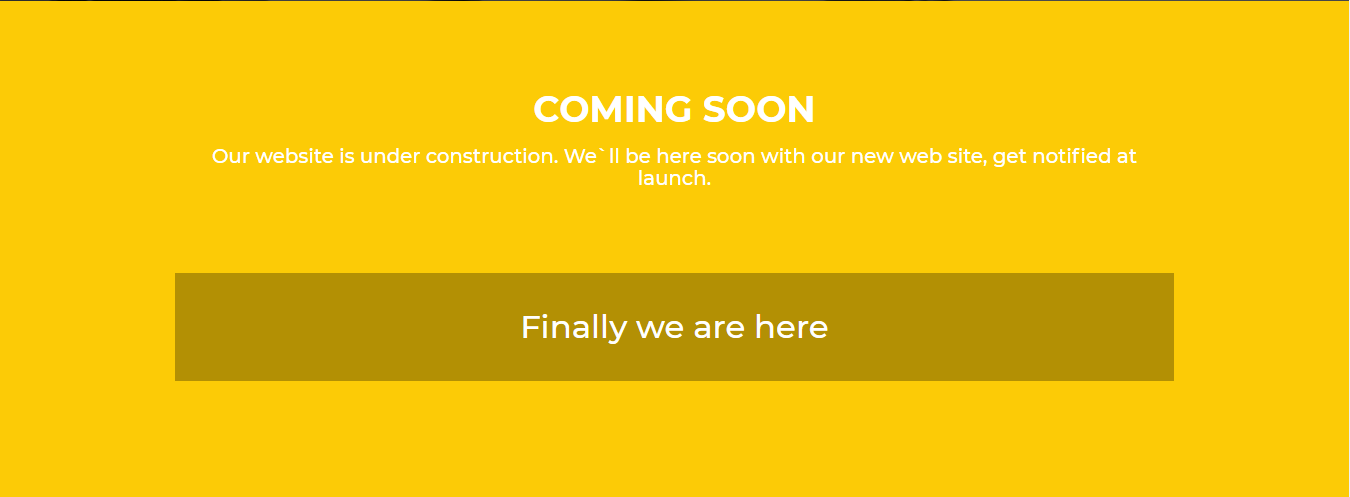 COMING SOON
Our website is under construction. We`ll be here soon with our new web site, get notified at
launch.
Finally we are here